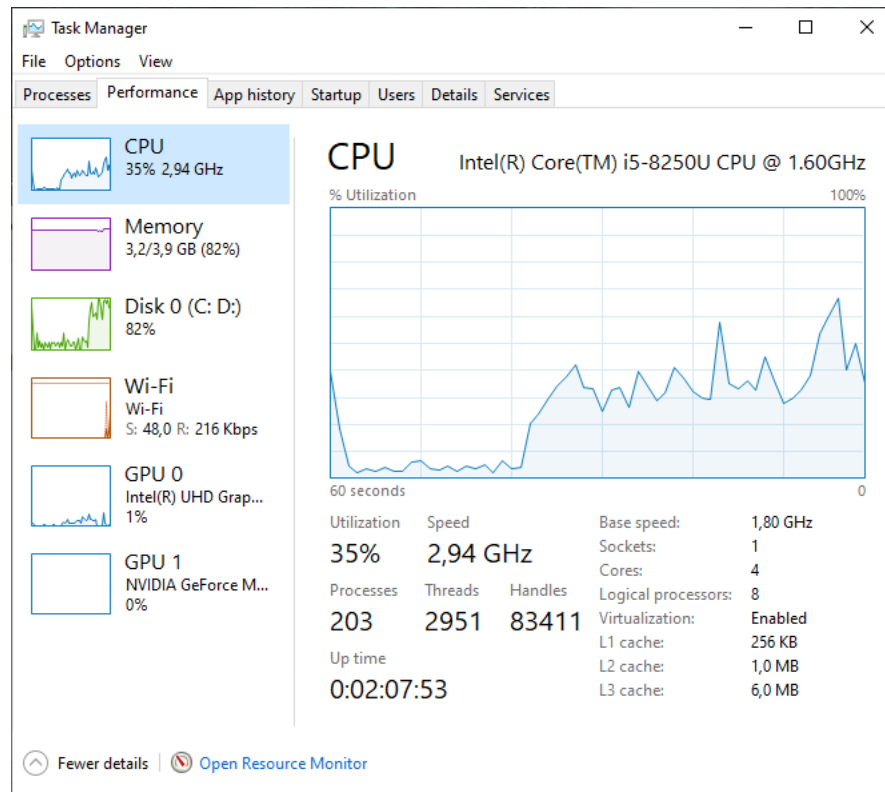 Task Manager
File Options View
Processes Performance App history Startup Users Details Services
CPU
35% 2,94 GHz
Memory
3,2/3,9 GB (82%)
Disk 0 (C: D:)
82%
Wi-Fi
Wi-Fi
S: 48,0 R: 216 Kbps
GPU 0
Intel(R) UHD Grap...
1%
GPU 1
NVIDIA GeForce M...
0%
CPU Intel(R) Core(TM) i5-8250U CPU @ 1.60GHz
% Utilization 100%
60 seconds 0
Utilization Speed
35% 2,94 GHz
Processes Threads Handles
203 2951 83411
Up time
0:02:07:53
Base speed: 1,80 GHz
Sockets: 1
Cores: 4
Logical processors: 8
Virtualization: Enabled
L1 cache: 256 KB
L2 cache: 1,0 MB
L3 cache: 6,0 MB
Fewer details Open Resource Monitor